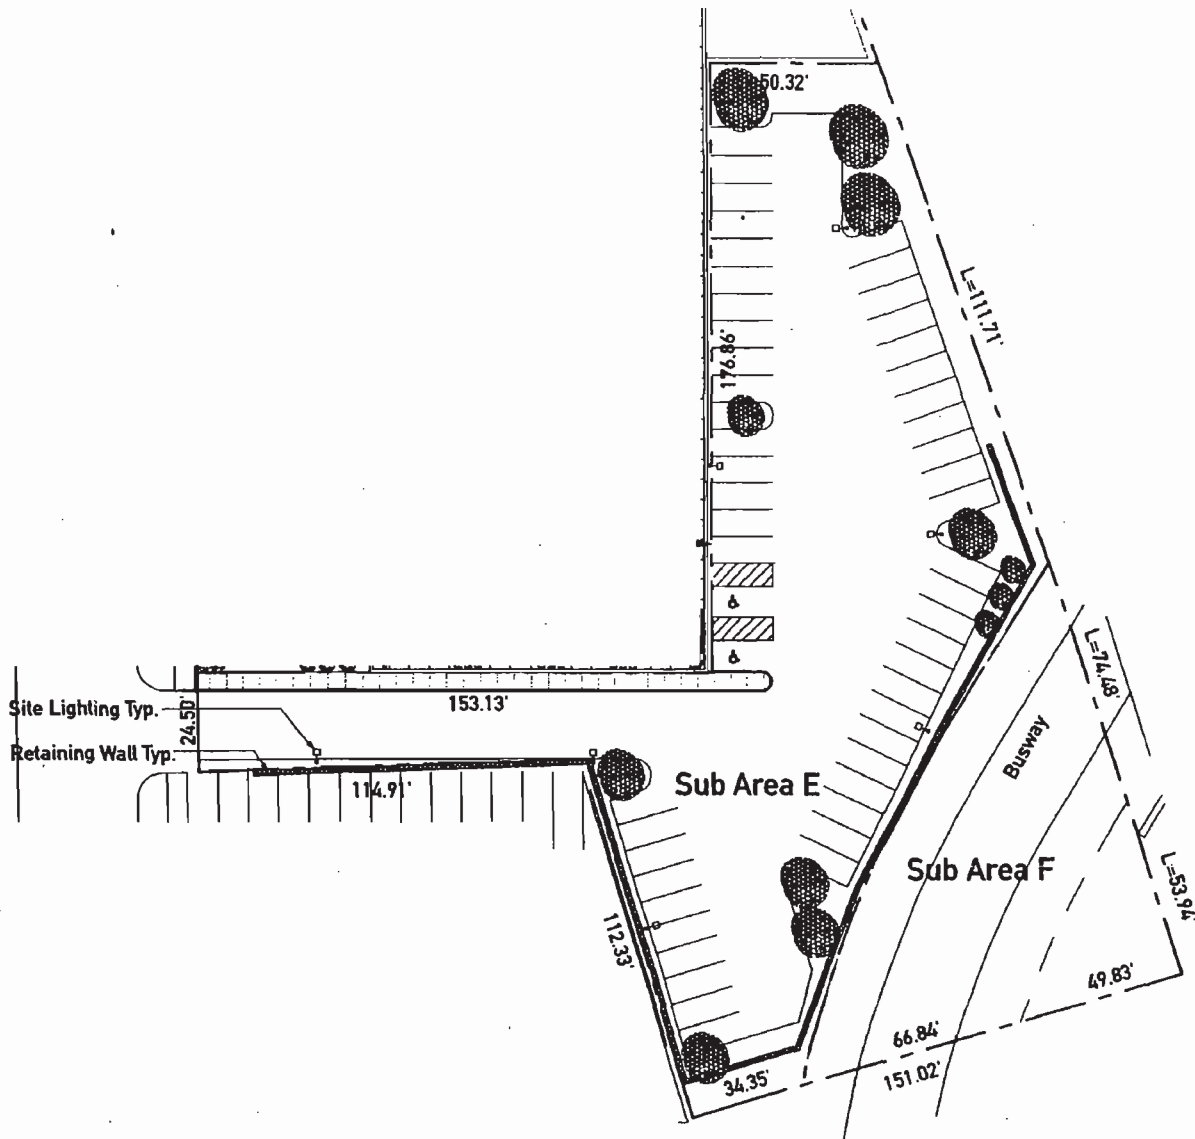 50.32'
L=111.71'
176.86'
153.13'
Site Lighting Typ.
24.50'
Retaining Wall Typ.
114.91'
Sub Area E
L=74.48'
Busway
Sub Area F
L=53.94'
112.33'
49.83'
66.84'
34.35'
151.02'